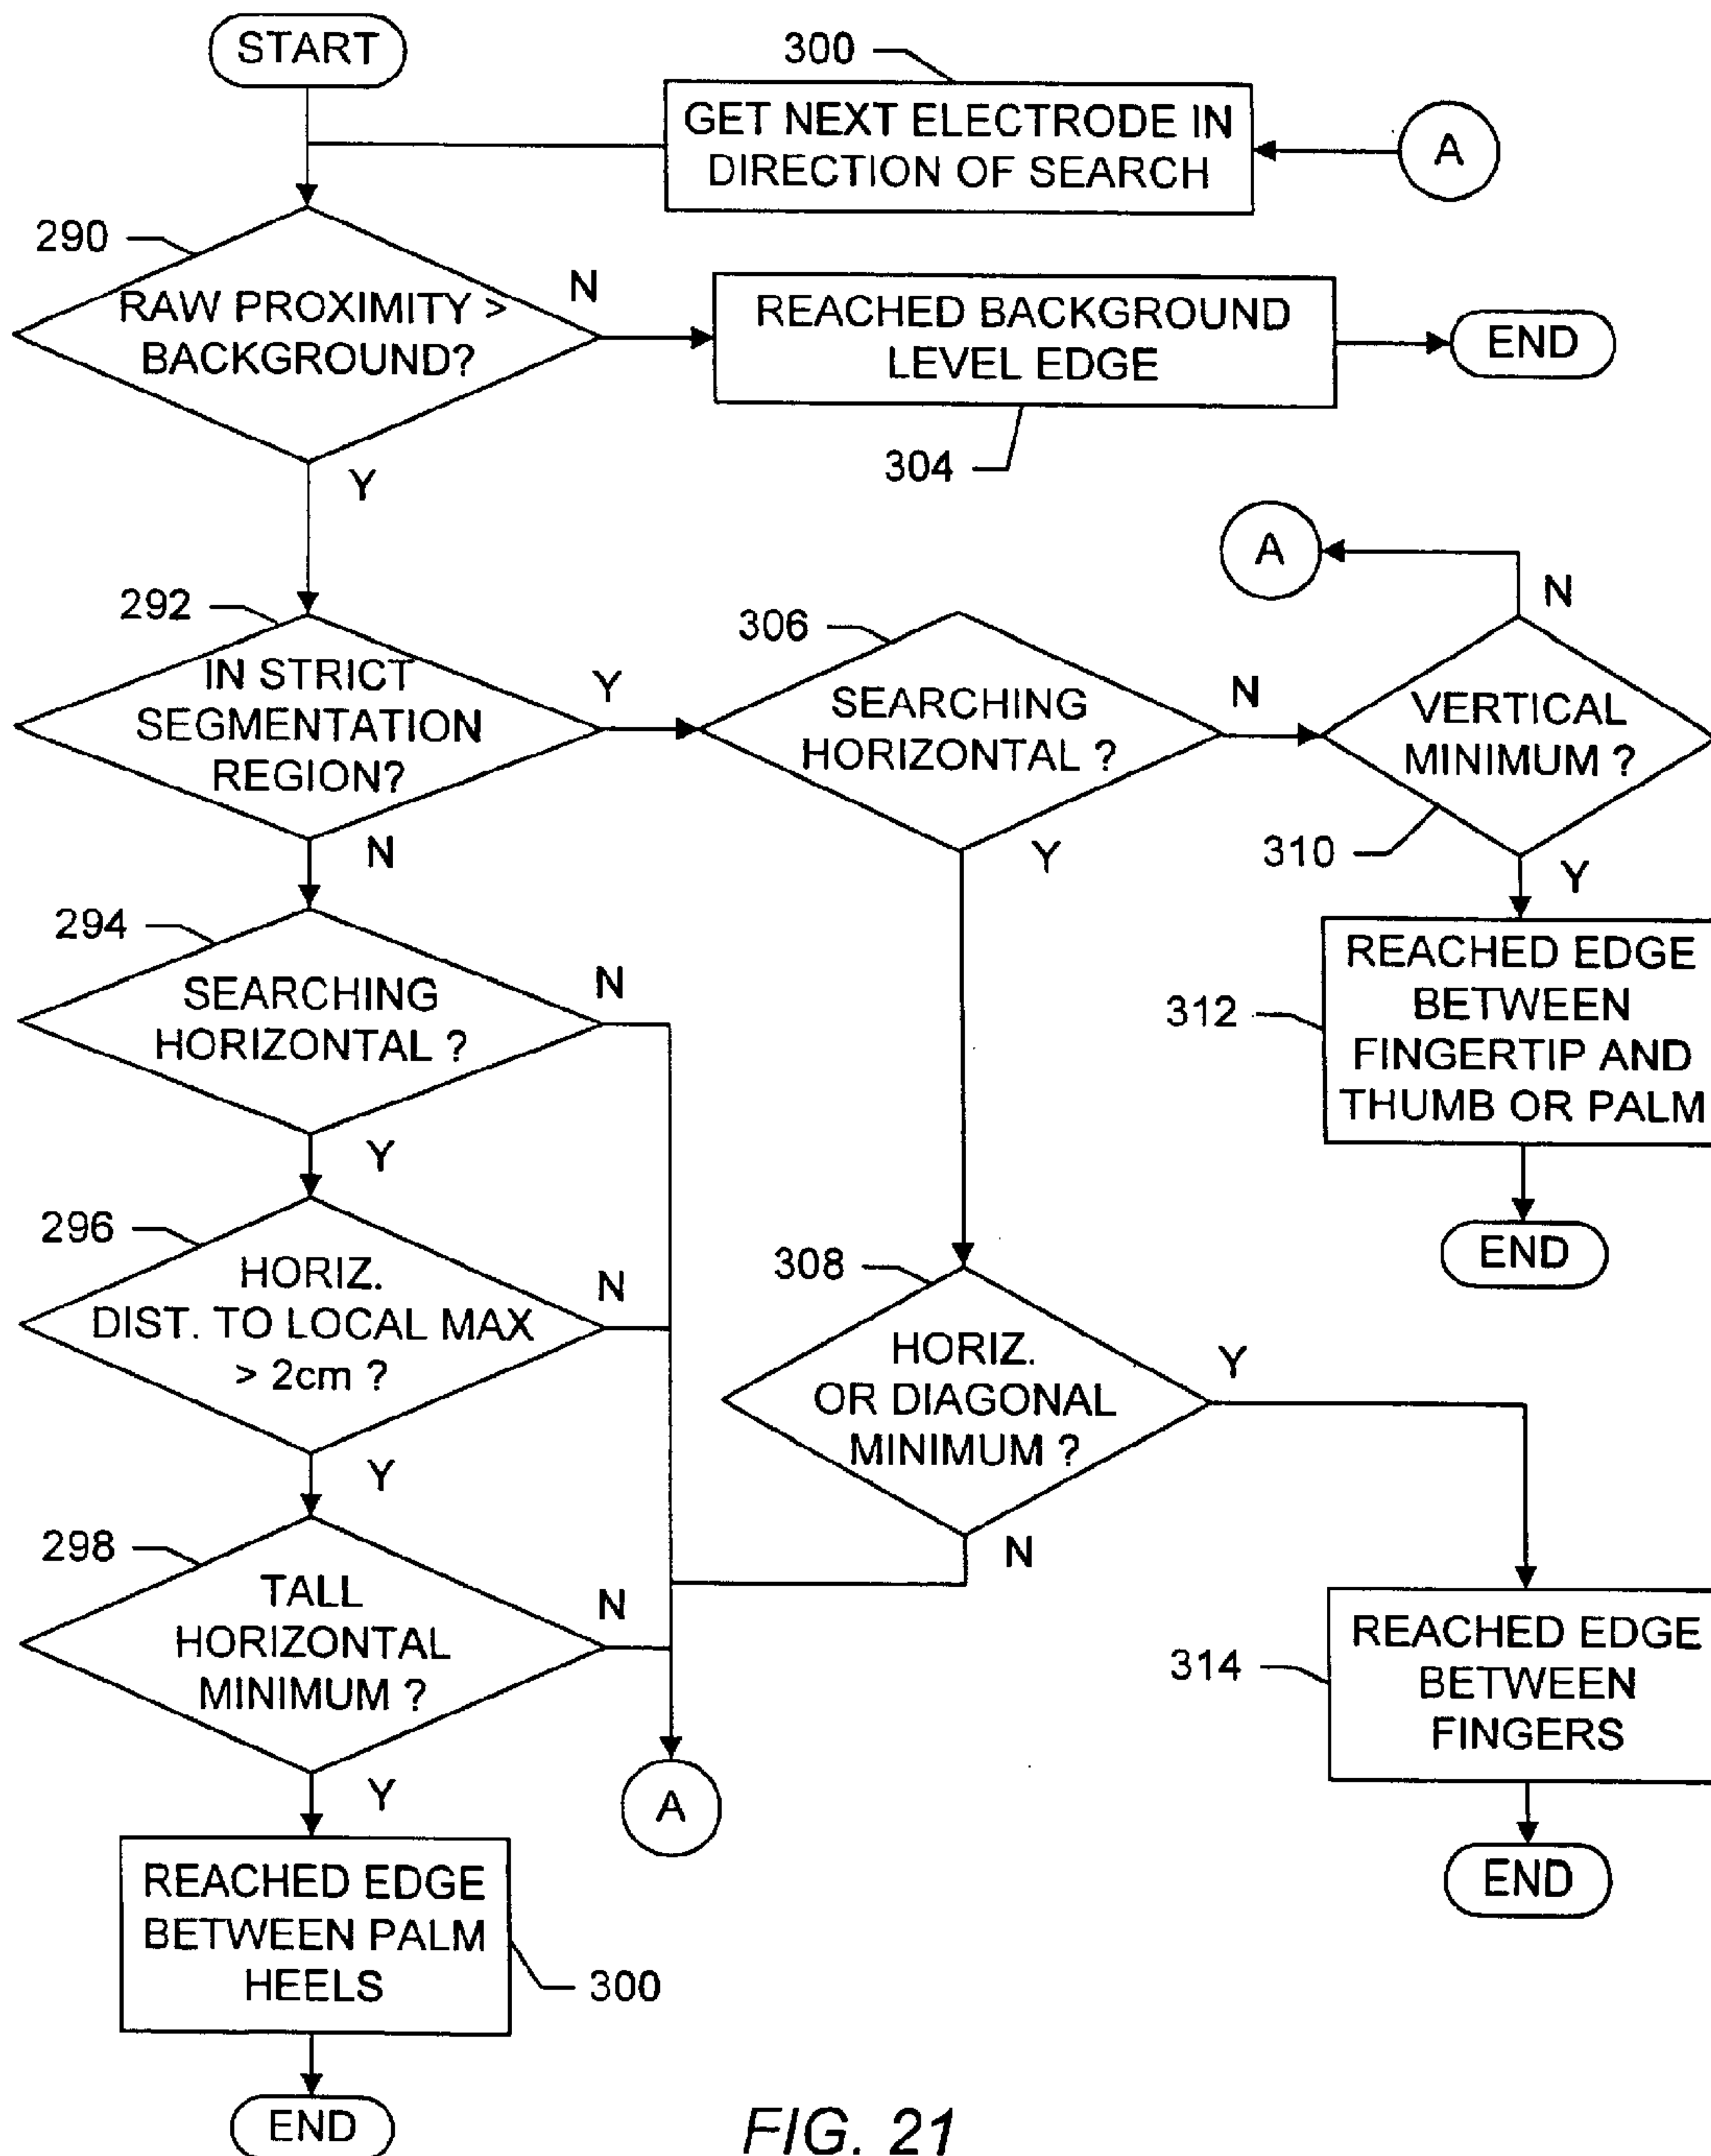 START
300
GET NEXT ELECTRODE IN
DIRECTION OF SEARCH
A
290
RAW PROXIMITY >
BACKGROUND?
N
REACHED BACKGROUND
LEVEL EDGE
END
304
Y
A
N
292
IN STRICT
SEGMENTATION
REGION?
Y
306
SEARCHING
HORIZONTAL ?
N
VERTICAL
MINIMUM ?
310
N
Y
Y
294
SEARCHING
HORIZONTAL ?
N
312
REACHED EDGE
BETWEEN
FINGERTIP AND
THUMB OR PALM
END
Y
296
HORIZ.
DIST. TO LOCAL MAX
> 2cm ?
N
308
HORIZ.
OR DIAGONAL
MINIMUM ?
Y
N
Y
298
TALL
HORIZONTAL
MINIMUM ?
N
314
REACHED EDGE
BETWEEN
FINGERS
END
Y
A
REACHED EDGE
BETWEEN PALM
HEELS
300
END
FIG. 21